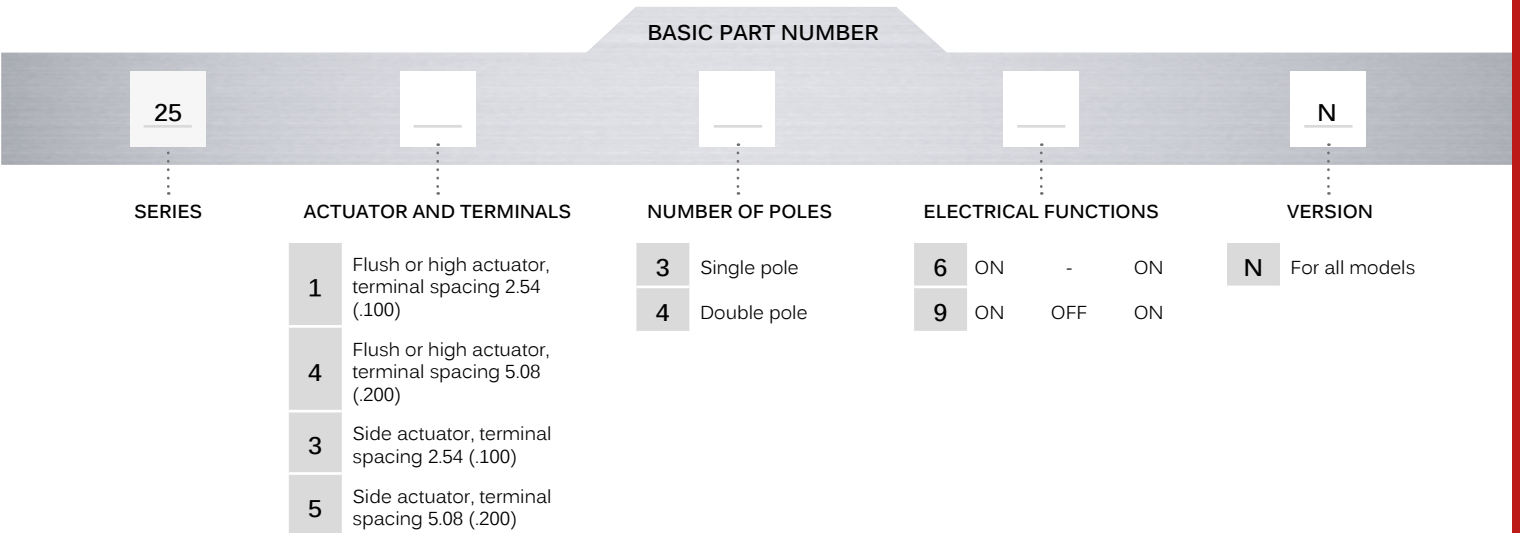 BASIC PART NUMBER
25
N
SERIES
ACTUATOR AND TERMINALS
NUMBER OF POLES
ELECTRICAL FUNCTIONS
VERSION
1
Flush or high actuator,
terminal spacing 2.54
(.100)
4
Flush or high actuator,
terminal spacing 5.08
(.200)
3
Side actuator, terminal
spacing 2.54 (.100)
5
Side actuator, terminal
spacing 5.08 (.200)
3 Single pole
4 Double pole
6 ON - ON
9 ON OFF ON
N For all models